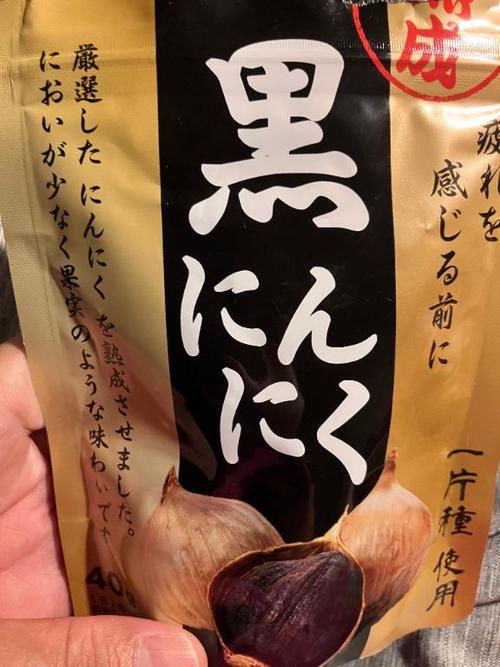 熟成
疲れを
感じる前に
一片種使用
黒
にんにく
厳選した にんにく を熟成させました。
においが少なく果実のような味わいです
40g